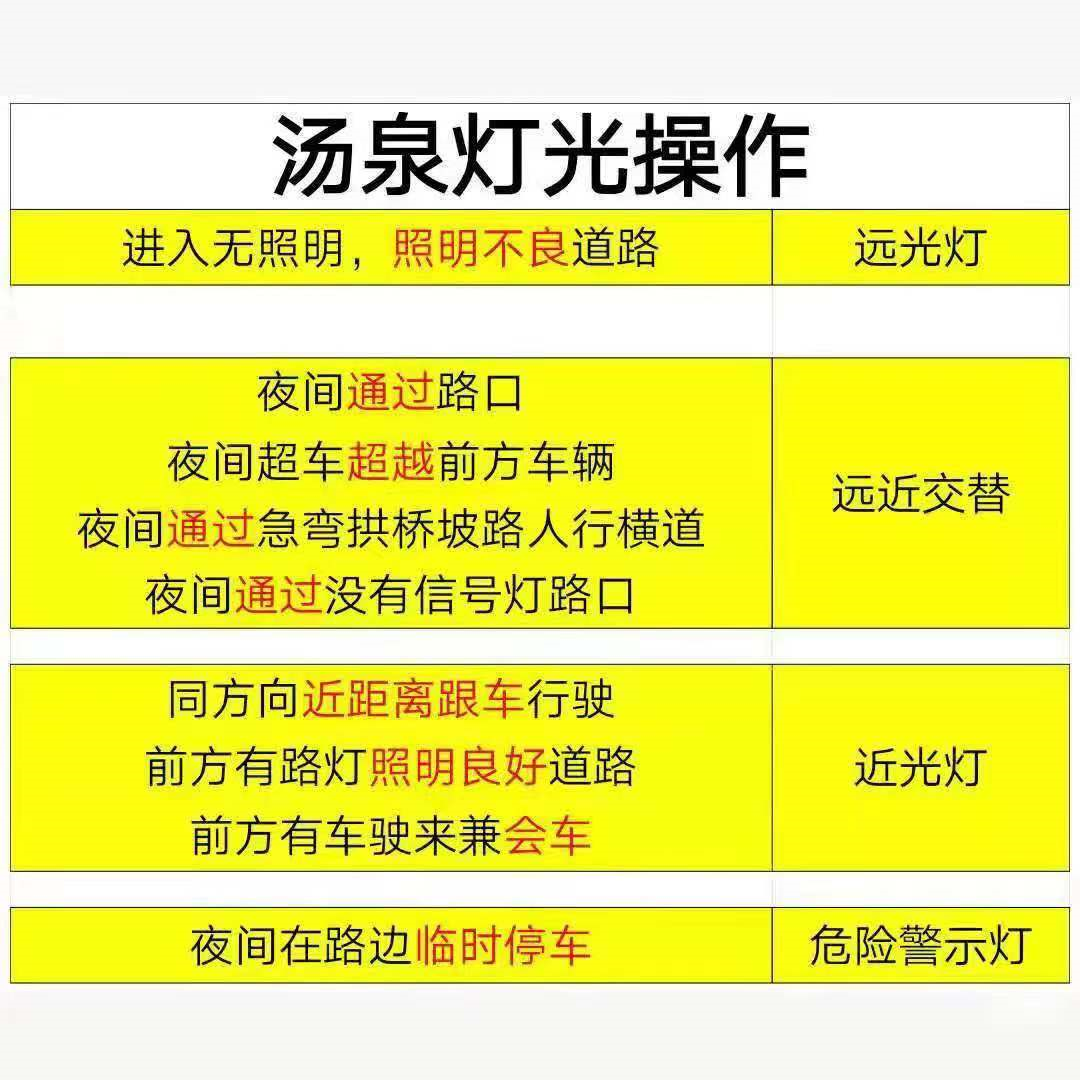 汤泉灯光操作
进入无照明，照明不良道路
远光灯
夜间通过路口
夜间超车超越前方车辆
夜间通过急弯拱桥坡路人行横道
夜间通过没有信号灯路口
远近交替
同方向近距离跟车行驶
前方有路灯照明良好道路
前方有车驶来兼会车
近光灯
夜间在路边临时停车
危险警示灯